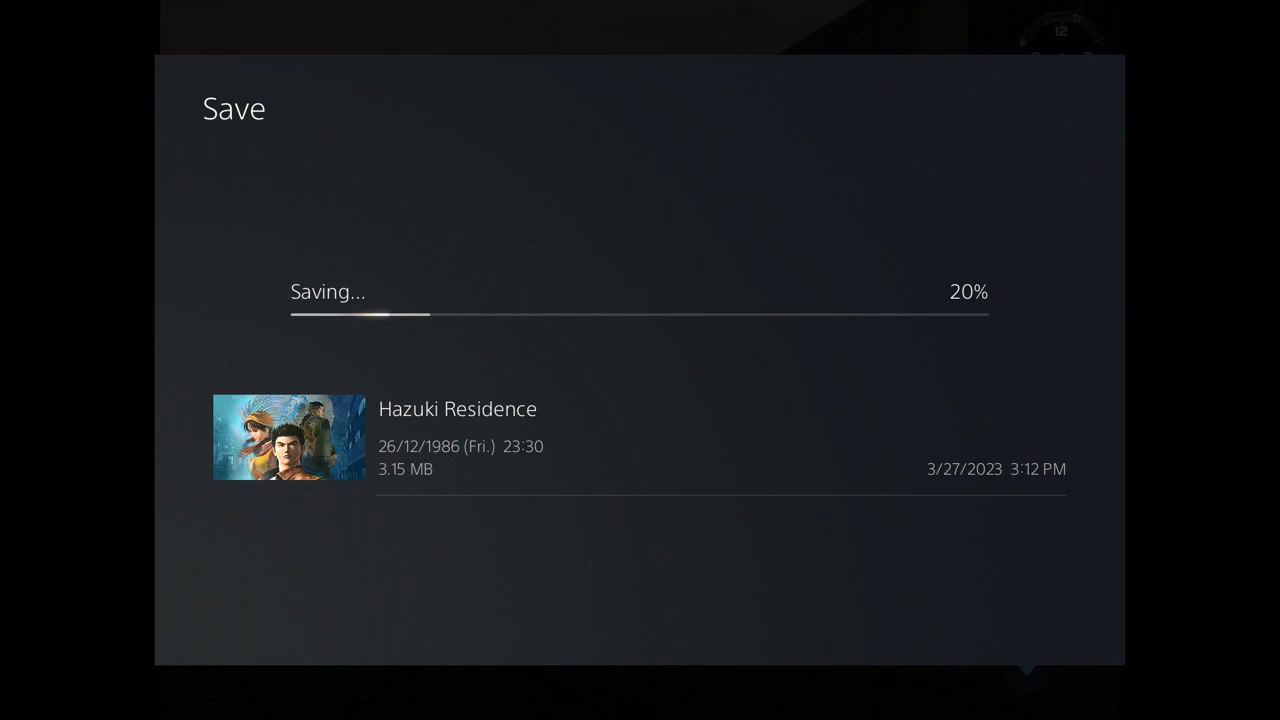 12
Save
Saving... 20%
Hazuki Residence
26/12/1986 (Fri.) 23:30
3.15 MB 3/27/2023 3:12 PM